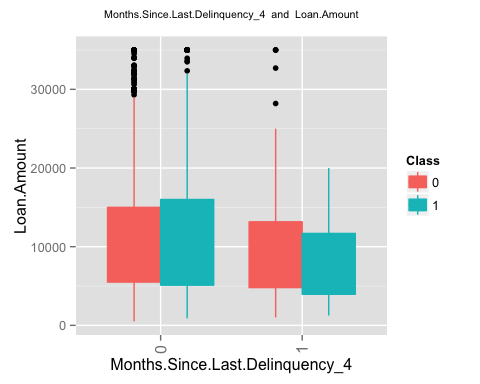 Months.Since.Last.Delinquency_4 and Loan.Amount
30000
20000
10000
0
Loan.Amount
0
1
Months.Since.Last.Delinquency_4
Class
0
1